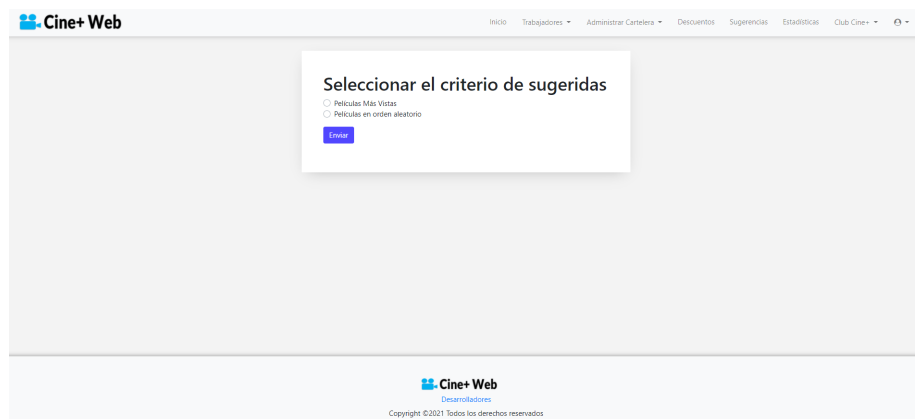 Cine+ Web
Inicio Trabajadores Administrar Cartelera Descuentos Sugerencias Estadísticas Club Cine+
Seleccionar el criterio de sugeridas
Películas Más Vistas
Películas en orden aleatorio
Enviar
Cine+ Web
Desarrolladores
Copyright ©2021 Todos los derechos reservados